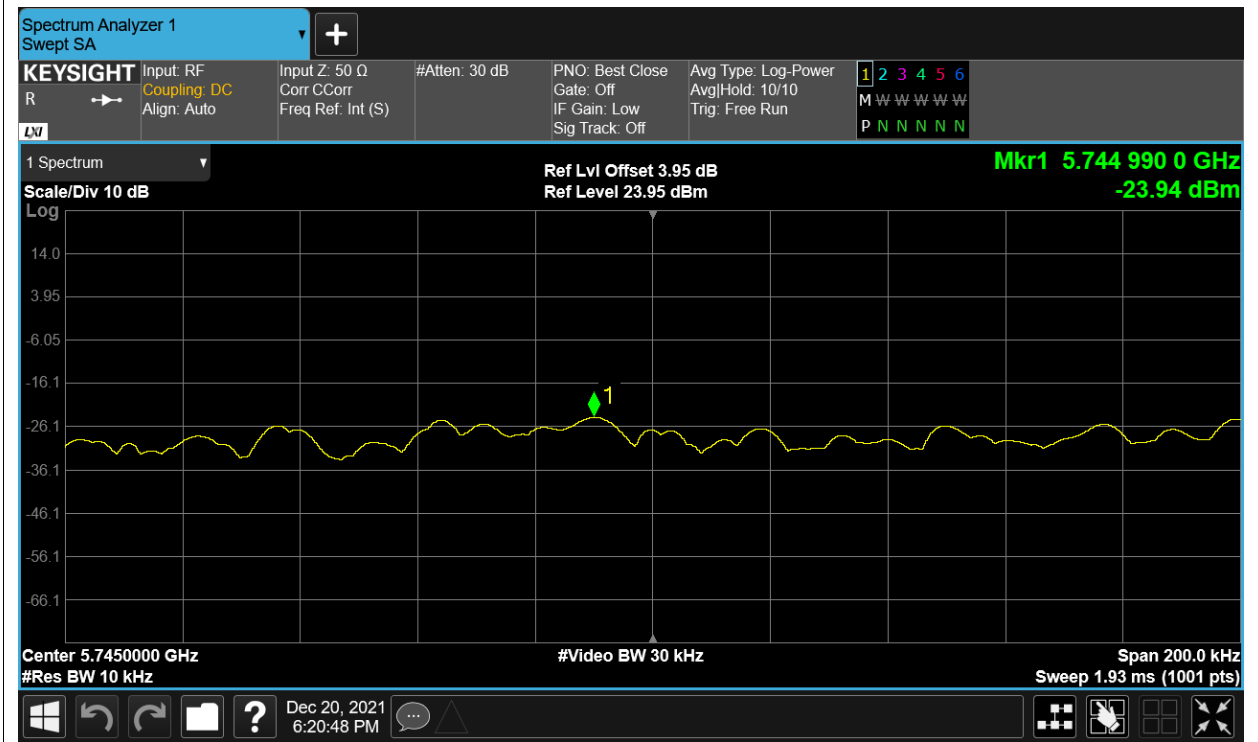 Spectrum Analyzer 1
Swept SA
KEYSIGHT
R
LXI
Input: RF
Coupling: DC
Align: Auto
Input Z: 50 Ω
Corr CCorr
Freq Ref: Int (S)
#Atten: 30 dB
PNO: Best Close
Gate: Off
IF Gain: Low
Sig Track: Off
Avg Type: Log-Power
Avg|Hold: 10/10
Trig: Free Run
1 2 3 4 5 6
M W W W W W
P N N N N N
1 Spectrum
Scale/Div 10 dB
Ref Lvl Offset 3.95 dB
Ref Level 23.95 dBm
Mkr1 5.744 990 0 GHz
-23.94 dBm
Log
14.0
3.95
-6.05
-16.1
1
-26.1
-36.1
-46.1
-56.1
-66.1
Center 5.7450000 GHz
#Res BW 10 kHz
#Video BW 30 kHz
Span 200.0 kHz
Sweep 1.93 ms (1001 pts)
?
Dec 20, 2021
6:20:48 PM